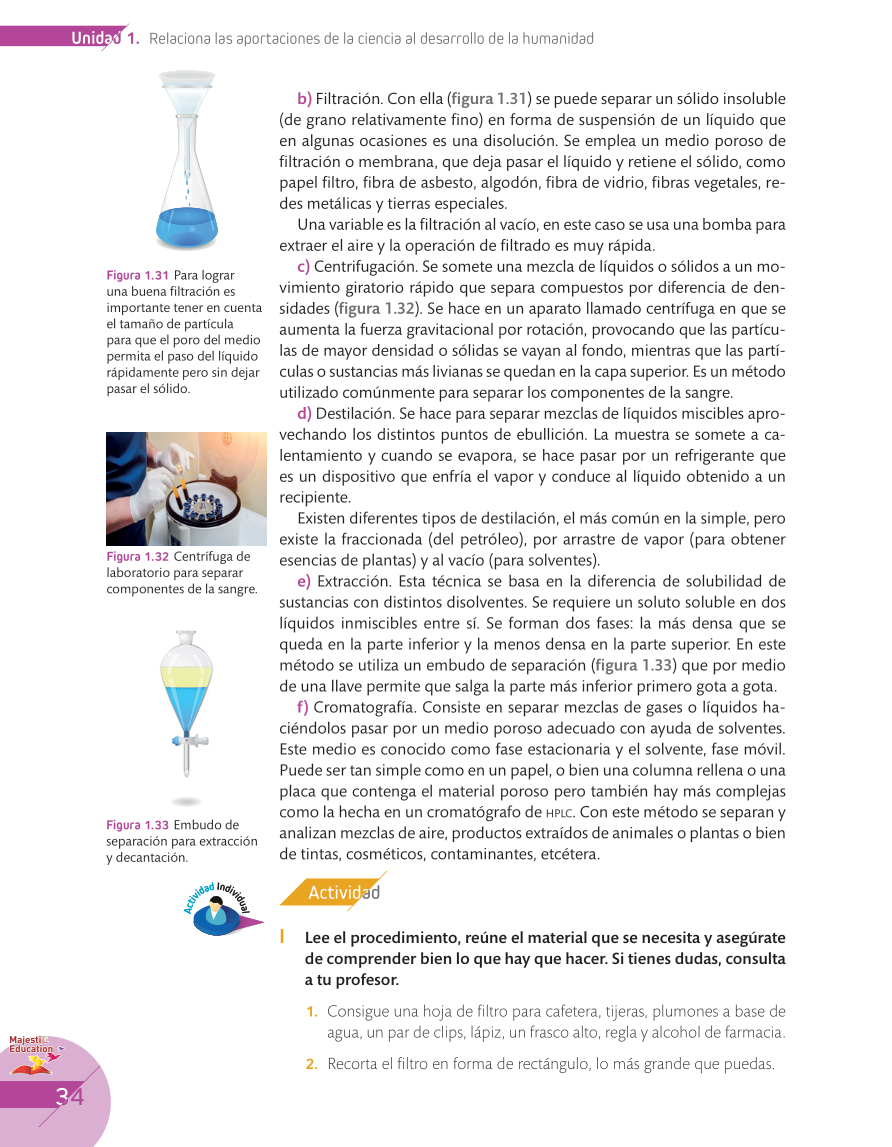 Unidad 1. Relaciona las aportaciones de la ciencia al desarrollo de la humanidad
b) Filtración. Con ella (figura 1.31) se puede separar un sólido insoluble
(de grano relativamente fino) en forma de suspensión de un líquido que
en algunas ocasiones es una disolución. Se emplea un medio poroso de
filtración o membrana, que deja pasar el líquido y retiene el sólido, como
papel filtro, fibra de asbesto, algodón, fibra de vidrio, fibras vegetales, re-
des metálicas y tierras especiales.
Una variable es la filtración al vacío, en este caso se usa una bomba para
extraer el aire y la operación de filtrado es muy rápida.
c) Centrifugación. Se somete una mezcla de líquidos o sólidos a un mo-
vimiento giratorio rápido que separa compuestos por diferencia de den-
sidades (figura 1.32). Se hace en un aparato llamado centrífuga en que se
aumenta la fuerza gravitacional por rotación, provocando que las partícu-
las de mayor densidad o sólidas se vayan al fondo, mientras que las partí-
culas o sustancias más livianas se quedan en la capa superior. Es un método
utilizado comúnmente para separar los componentes de la sangre.
d) Destilación. Se hace para separar mezclas de líquidos miscibles apro-
vechando los distintos puntos de ebullición. La muestra se somete a ca-
lentamiento y cuando se evapora, se hace pasar por un refrigerante que
es un dispositivo que enfría el vapor y conduce al líquido obtenido a un
recipiente.
Existen diferentes tipos de destilación, el más común en la simple, pero
existe la fraccionada (del petróleo), por arrastre de vapor (para obtener
esencias de plantas) y al vacío (para solventes).
e) Extracción. Esta técnica se basa en la diferencia de solubilidad de
sustancias con distintos disolventes. Se requiere un soluto soluble en dos
líquidos inmiscibles entre sí. Se forman dos fases: la más densa que se
queda en la parte inferior y la menos densa en la parte superior. En este
método se utiliza un embudo de separación (figura 1.33) que por medio
de una llave permite que salga la parte más inferior primero gota a gota.
f) Cromatografía. Consiste en separar mezclas de gases o líquidos ha-
ciéndolos pasar por un medio poroso adecuado con ayuda de solventes.
Este medio es conocido como fase estacionaria y el solvente, fase móvil.
Puede ser tan simple como en un papel, o bien una columna rellena o una
placa que contenga el material poroso pero también hay más complejas
como la hecha en un cromatógrafo de HPLC. Con este método se separan y
analizan mezclas de aire, productos extraídos de animales o plantas o bien
de tintas, cosméticos, contaminantes, etcétera.
Figura 1.31 Para lograr
una buena filtración es
importante tener en cuenta
el tamaño de partícula
para que el poro del medio
permita el paso del líquido
rápidamente pero sin dejar
pasar el sólido.
Figura 1.32 Centrífuga de
laboratorio para separar
componentes de la sangre.
Figura 1.33 Embudo de
separación para extracción
y decantación.
Actividad Individual
Actividad
I Lee el procedimiento, reúne el material que se necesita y asegúrate
de comprender bien lo que hay que hacer. Si tienes dudas, consulta
a tu profesor.
1. Consigue una hoja de filtro para cafetera, tijeras, plumones a base de
agua, un par de clips, lápiz, un frasco alto, regla y alcohol de farmacia.
2. Recorta el filtro en forma de rectángulo, lo más grande que puedas.
Majestic
Education
34